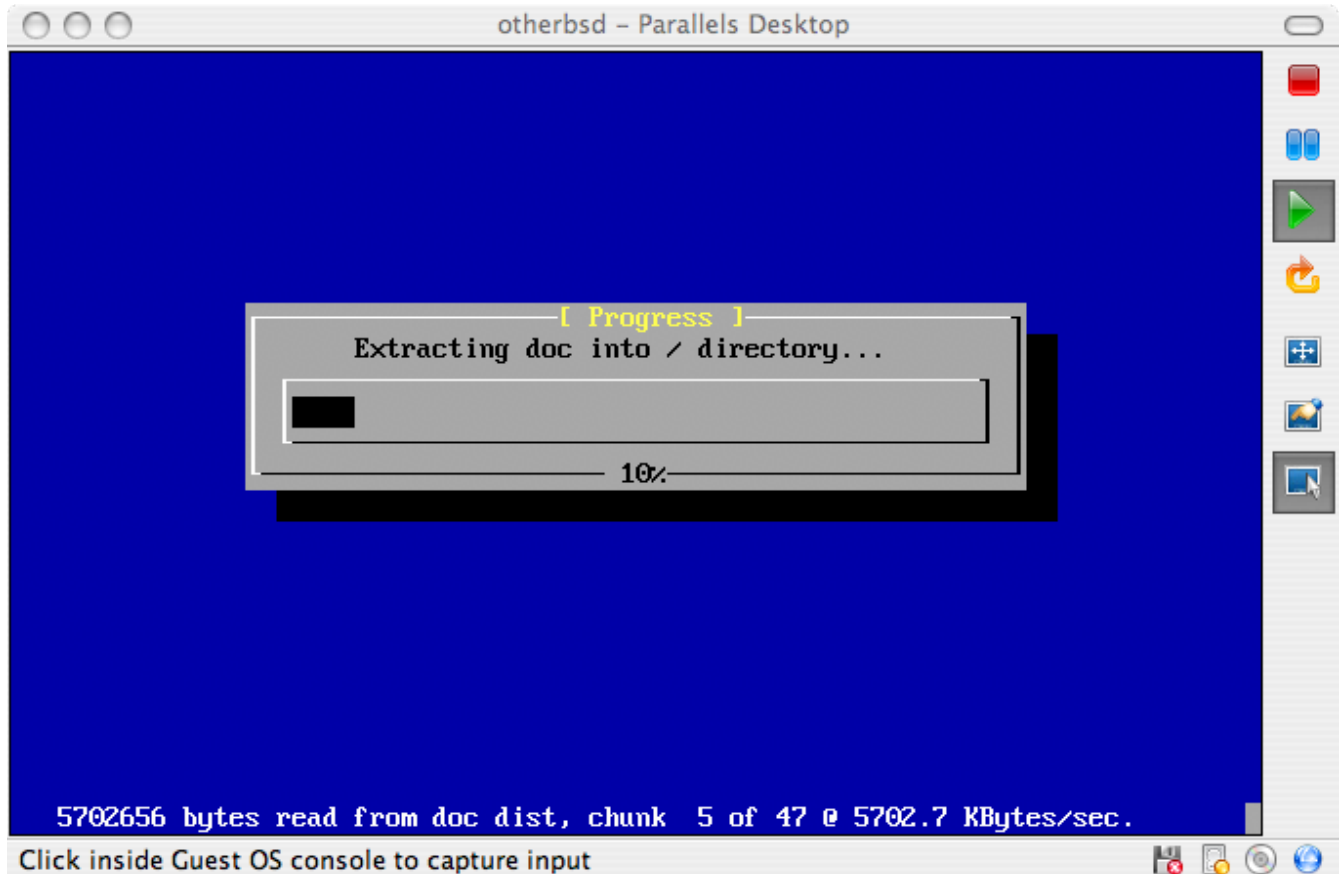 otherbsd – Parallels Desktop
[ Progress ]
Extracting doc into / directory...
10%
5702656 bytes read from doc dist, chunk  5 of 47 @ 5702.7 KBytes/sec.
Click inside Guest OS console to capture input